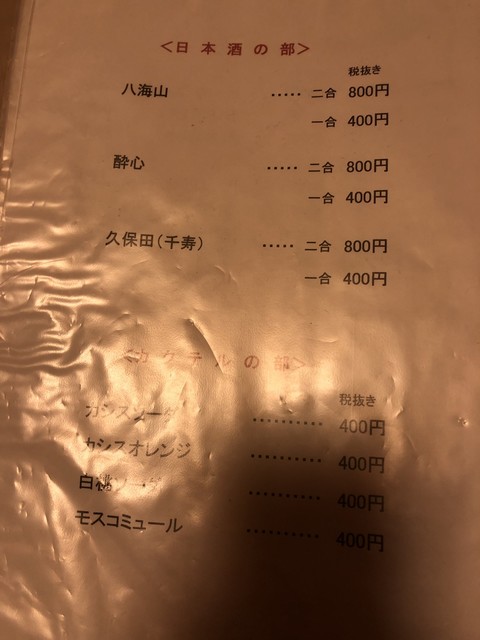 ＜日本酒の部＞
税抜き
八海山 ‥‥‥ 二合 800円
一合 400円
酔心 ‥‥‥ 二合 800円
一合 400円
久保田（千寿） ‥‥‥ 二合 800円
一合 400円
＜カクテルの部＞
税抜き
カシスソーダ ‥‥‥‥‥ 400円
カシスオレンジ ‥‥‥‥‥ 400円
白桃ソーダ ‥‥‥‥‥ 400円
モスコミュール ‥‥‥‥‥ 400円